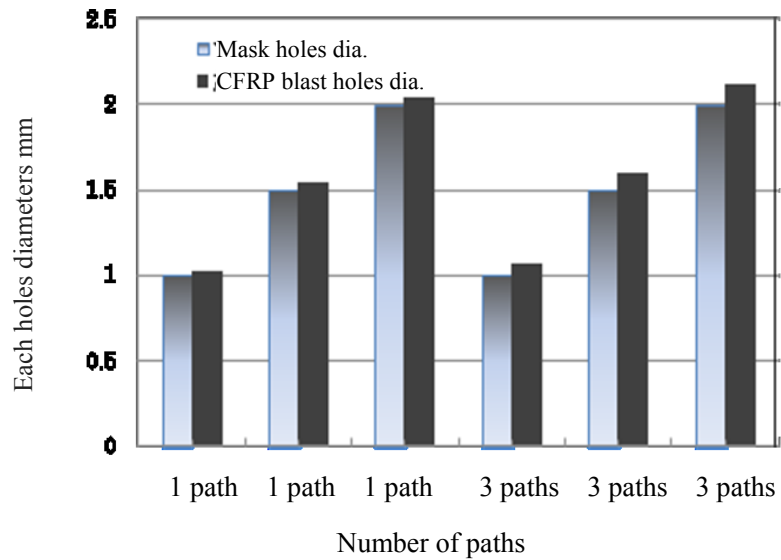 2.5
Mask holes dia.
CFRP blast holes dia.
2
1.5
1
0.5
0
Each holes diameters mm
1 path 1 path 1 path 3 paths 3 paths 3 paths
Number of paths